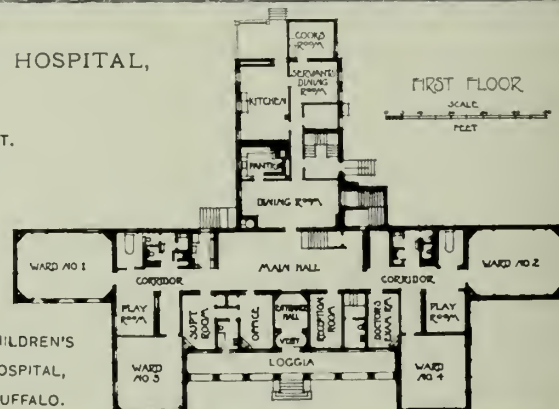 HOSPITAL,
T.
FIRST FLOOR
SCALE
FEET
COOKS
ROOM
SERVANTS
DINING
ROOM
KITCHEN
PANTRY
DINING ROOM
WARD NO 1
CORRIDOR
MAIN HALL
CORRIDOR
WARD NO 2
PLAY
ROOM
SUPT
ROOM
OFFICE
ENTRANCE
HALL
VEST
RECEPTION
ROOM
DOCTORS
EXAM RM
PLAY
ROOM
WARD
NO 3
LOGGIA
WARD
NO 4
ILDREN'S
OSPITAL,
UFFALO.